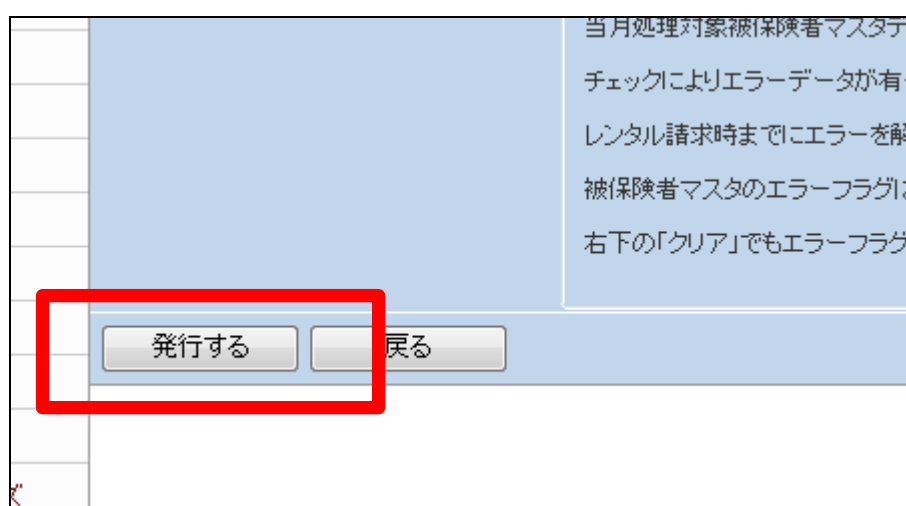 当月処理対象被保険者マスタデ
チェックによりエラーデータが有
レンタル請求時までにエラーを解
被保険者マスタのエラーフラグに
右下の「クリア」でもエラーフラグ
発行する
戻る
ズ